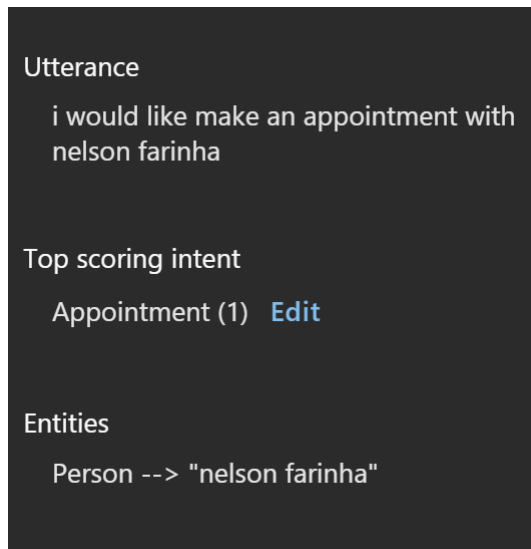 Utterance
i would like make an appointment with
nelson farinha
Top scoring intent
Appointment (1) Edit
Entities
Person --> "nelson farinha"